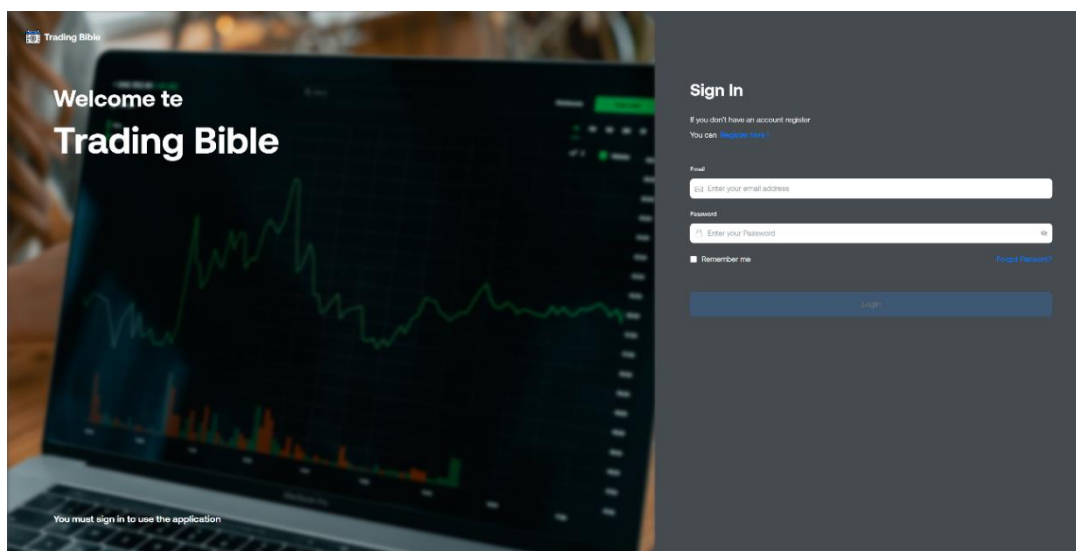 Trading Bible
Welcome te
Trading Bible
You must sign in to use the application
Sign In
If you don't have an account register
You can Register here !
Email
Enter your email address
Password
Enter your Password
Remember me
Forgot Password?
Login